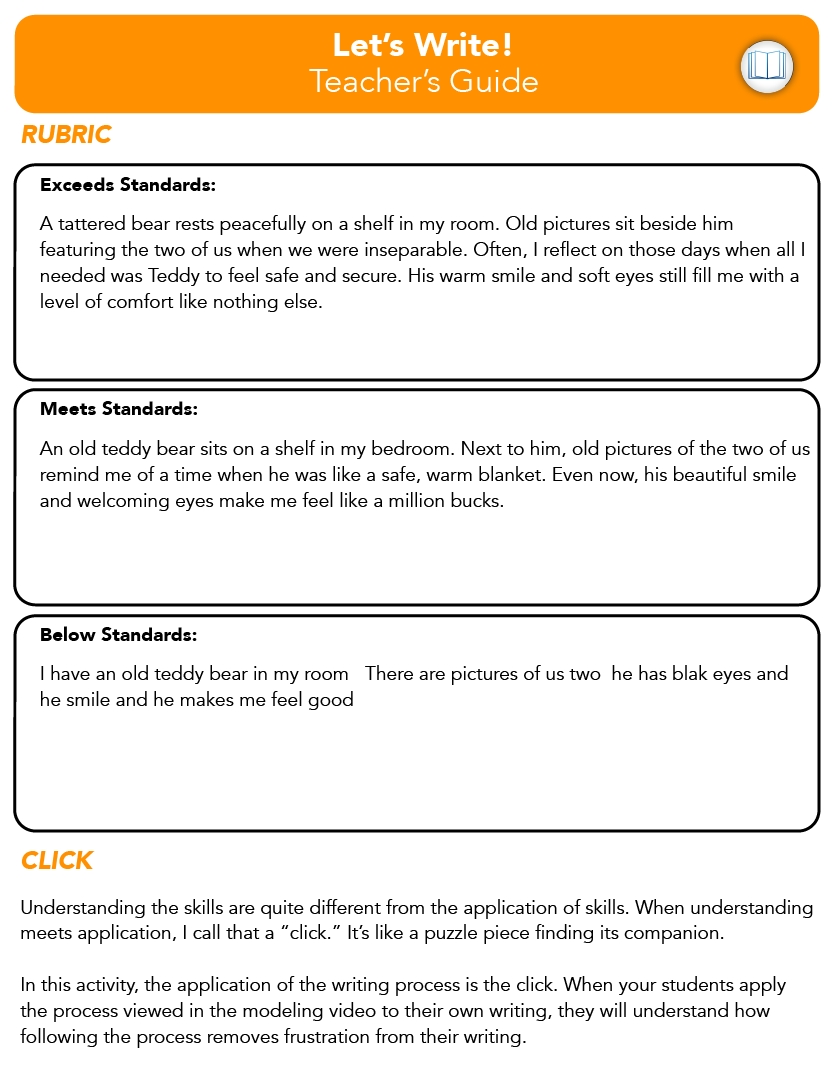 Let’s Write!
Teacher’s Guide
RUBRIC
Exceeds Standards:
A tattered bear rests peacefully on a shelf in my room. Old pictures sit beside him
featuring the two of us when we were inseparable. Often, I reflect on those days when all I
needed was Teddy to feel safe and secure. His warm smile and soft eyes still fill me with a
level of comfort like nothing else.
Meets Standards:
An old teddy bear sits on a shelf in my bedroom. Next to him, old pictures of the two of us
remind me of a time when he was like a safe, warm blanket. Even now, his beautiful smile
and welcoming eyes make me feel like a million bucks.
Below Standards:
I have an old teddy bear in my room   There are pictures of us two  he has blak eyes and
he smile and he makes me feel good
CLICK
Understanding the skills are quite different from the application of skills. When understanding
meets application, I call that a “click.” It’s like a puzzle piece finding its companion.
In this activity, the application of the writing process is the click. When your students apply
the process viewed in the modeling video to their own writing, they will understand how
following the process removes frustration from their writing.